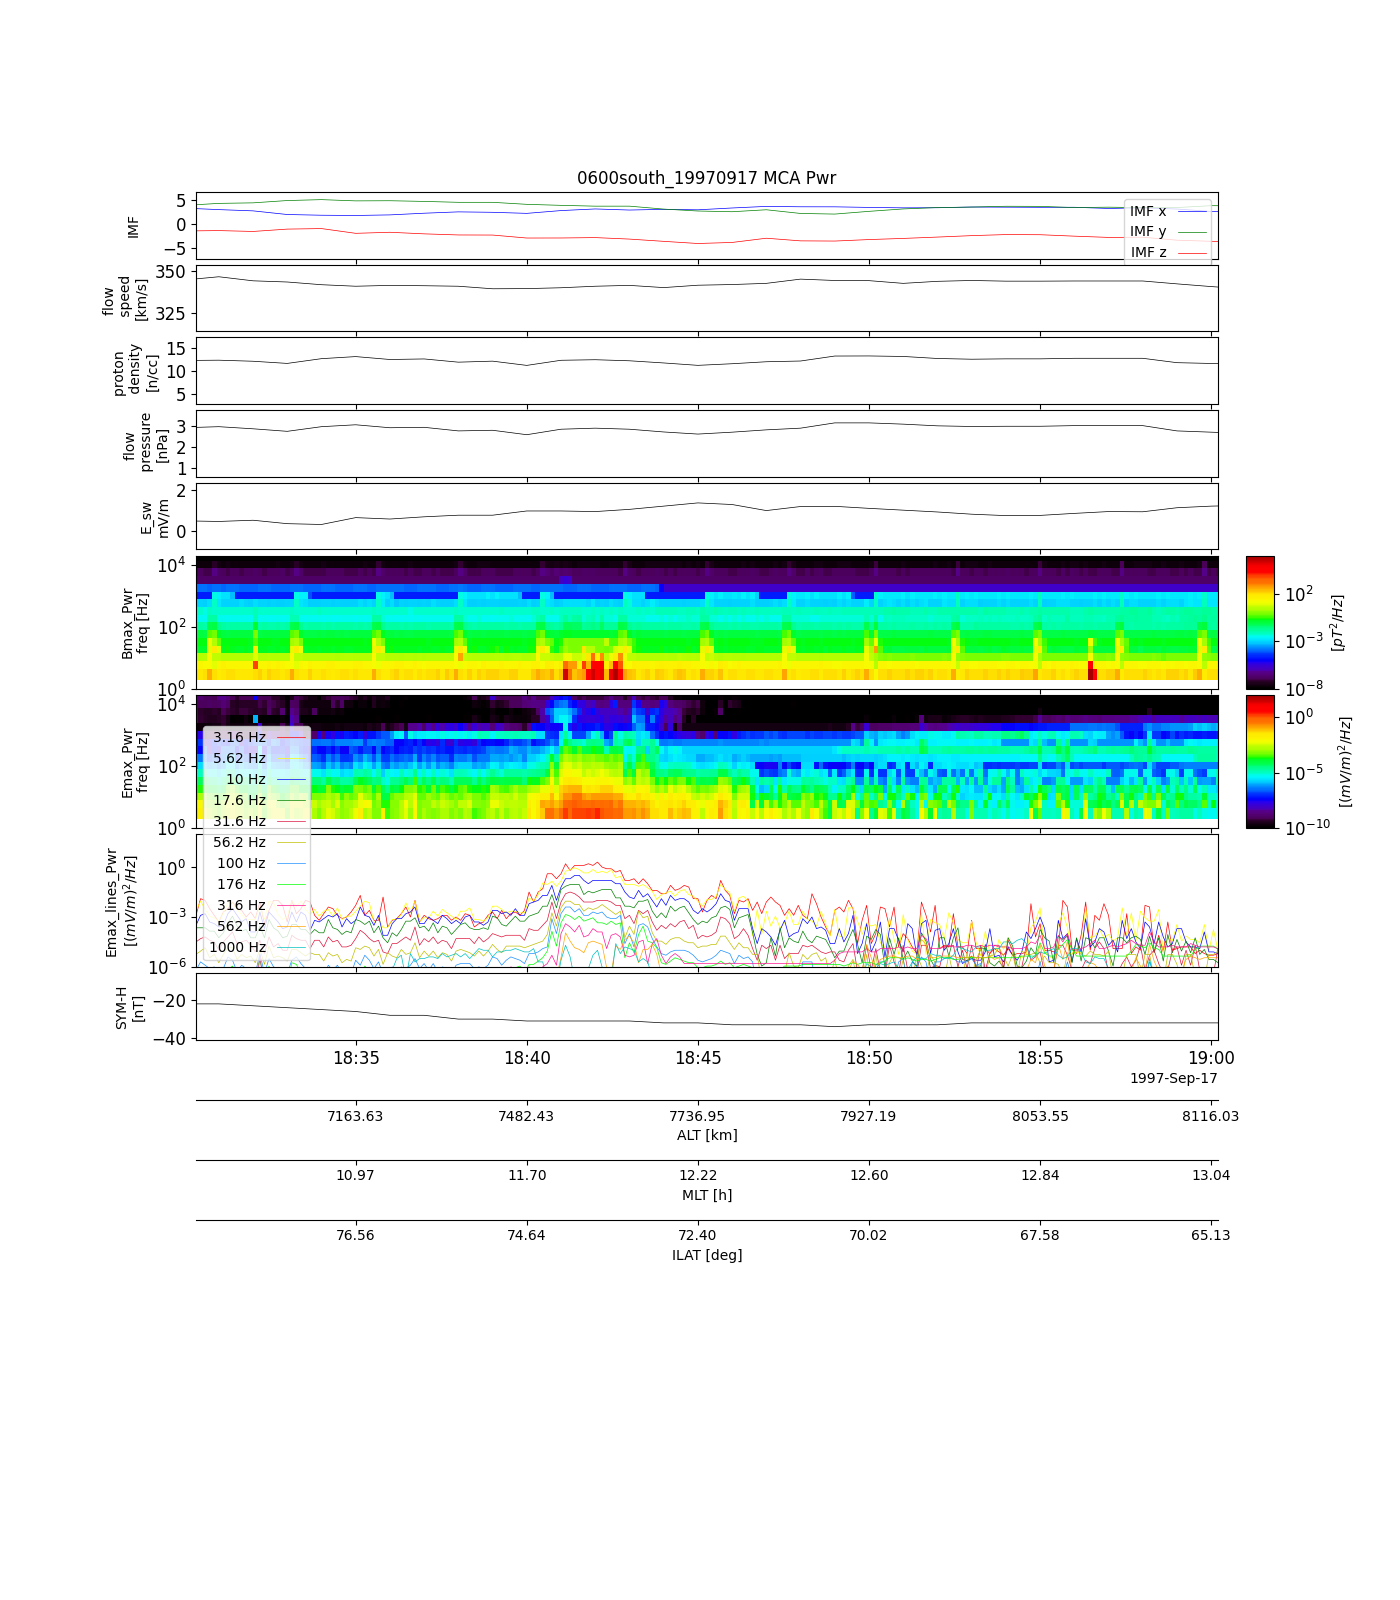 0600south_19970917 MCA Pwr
5
0
−5
IMF
IMF x
IMF y
IMF z
350
325
flow
speed
[km/s]
15
10
5
proton
density
[n/cc]
3
2
1
flow
pressure
[nPa]
2
0
E_sw
mV/m
10^4
10^2
10^0
Bmax_Pwr
freq [Hz]
10^2
10^−3
10^−8
[pT^2/Hz]
10^4
10^2
10^0
Emax_Pwr
freq [Hz]
10^0
10^−5
10^−10
[(mV/m)^2/Hz]
3.16 Hz
5.62 Hz
10 Hz
17.6 Hz
31.6 Hz
56.2 Hz
100 Hz
176 Hz
316 Hz
562 Hz
1000 Hz
10^0
10^−3
10^−6
Emax_lines_Pwr
[(mV/m)^2/Hz]
−20
−40
SYM-H
[nT]
18:35 18:40 18:45 18:50 18:55 19:00
1997-Sep-17
7163.63 7482.43 7736.95 7927.19 8053.55 8116.03
ALT [km]
10.97 11.70 12.22 12.60 12.84 13.04
MLT [h]
76.56 74.64 72.40 70.02 67.58 65.13
ILAT [deg]